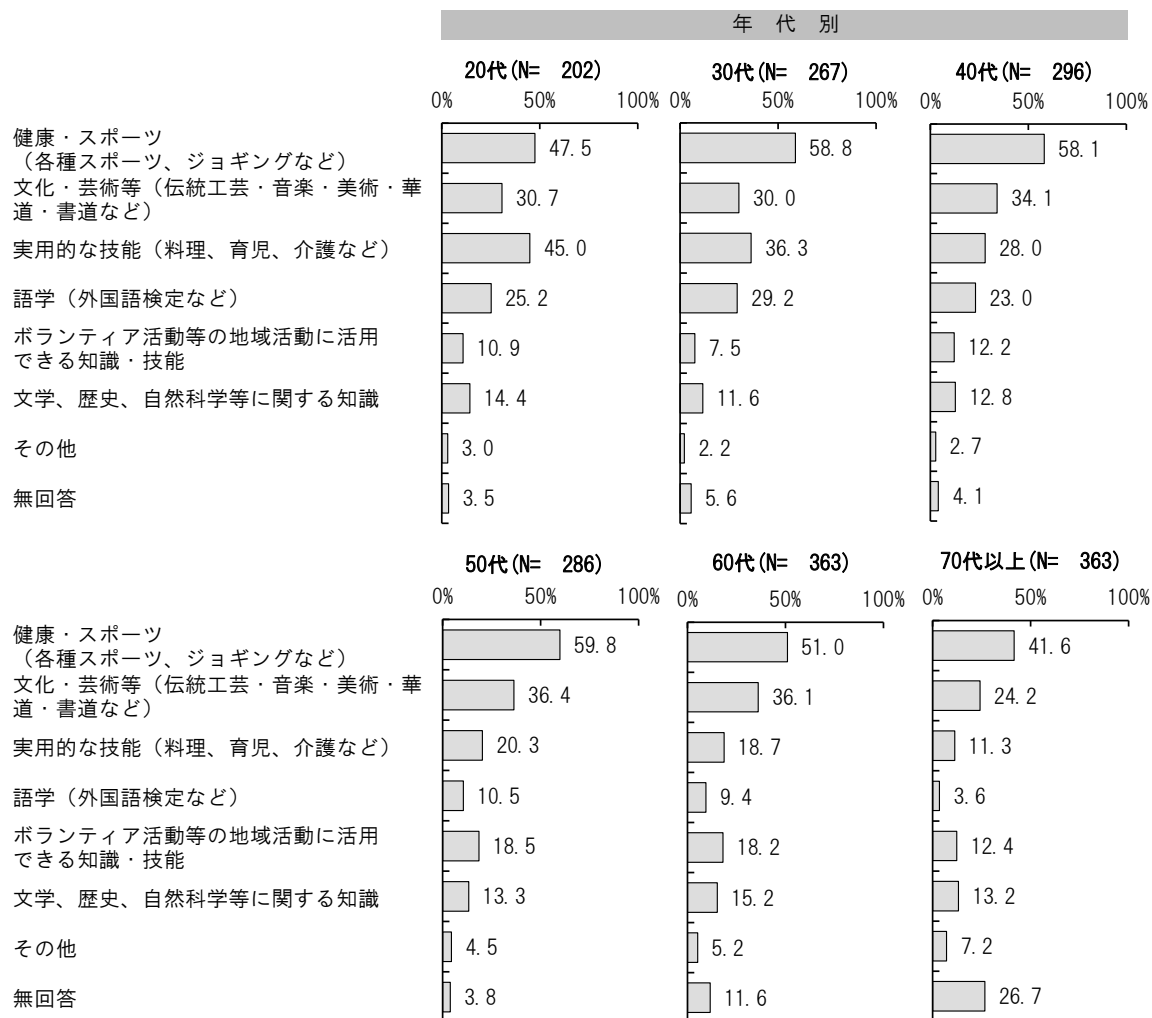 年 代 別
20代(N= 202) 30代(N= 267) 40代(N= 296)
0% 50% 100% 0% 50% 100% 0% 50% 100%
健康・スポーツ
（各種スポーツ、ジョギングなど） 47.5 58.8 58.1
文化・芸術等（伝統工芸・音楽・美術・華
道・書道など） 30.7 30.0 34.1
実用的な技能（料理、育児、介護など） 45.0 36.3 28.0
語学（外国語検定など） 25.2 29.2 23.0
ボランティア活動等の地域活動に活用
できる知識・技能 10.9 7.5 12.2
文学、歴史、自然科学等に関する知識 14.4 11.6 12.8
その他 3.0 2.2 2.7
無回答 3.5 5.6 4.1
50代(N= 286) 60代(N= 363) 70代以上(N= 363)
0% 50% 100% 0% 50% 100% 0% 50% 100%
健康・スポーツ
（各種スポーツ、ジョギングなど） 59.8 51.0 41.6
文化・芸術等（伝統工芸・音楽・美術・華
道・書道など） 36.4 36.1 24.2
実用的な技能（料理、育児、介護など） 20.3 18.7 11.3
語学（外国語検定など） 10.5 9.4 3.6
ボランティア活動等の地域活動に活用
できる知識・技能 18.5 18.2 12.4
文学、歴史、自然科学等に関する知識 13.3 15.2 13.2
その他 4.5 5.2 7.2
無回答 3.8 11.6 26.7